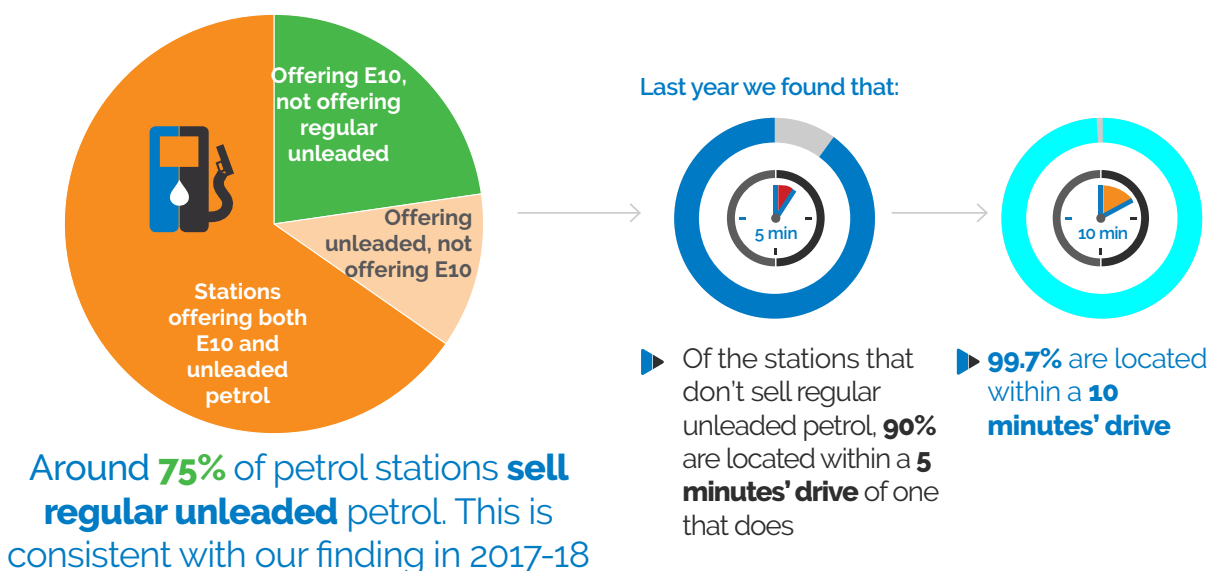 Offering E10,
not offering
regular
unleaded
Offering
unleaded, not
offering E10
Stations
offering both
E10 and
unleaded
petrol
Around 75% of petrol stations sell
regular unleaded petrol. This is
consistent with our finding in 2017-18
Last year we found that:
5 min
10 min
Of the stations that
don't sell regular
unleaded petrol, 90%
are located within a 5
minutes' drive of one
that does
99.7% are located
within a 10
minutes' drive